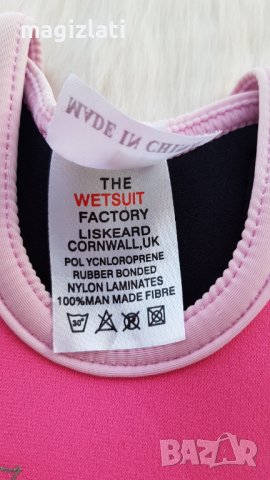 © magizlati
MADE IN CHINA
THE
WETSUIT
FACTORY
LISKEARD
CORNWALL,UK
POLYCHLOROPRENE
RUBBER BONDED
NYLON LAMINATES
100%MAN MADE FIBRE
30°
BAZAR